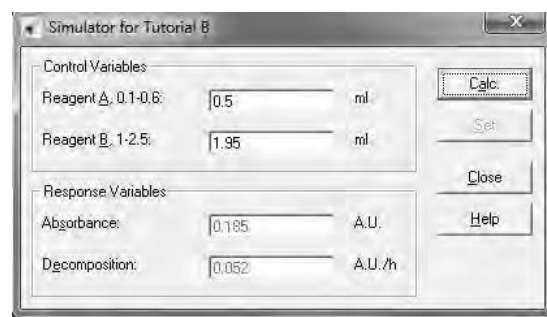 Simulator for Tutorial B
Control Variables
Reagent A, 0.1-0.6: 0.5 ml
Reagent B, 1-2.5: 1.95 ml
Response Variables
Absorbance: 0.185 A.U.
Decomposition: 0.052 A.U./h
Calc.
Set
Close
Help